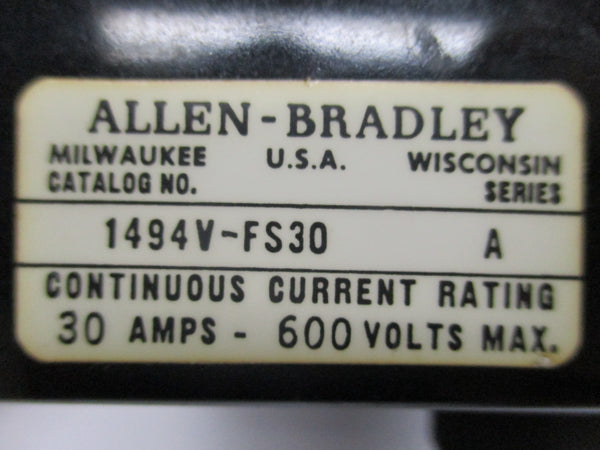 ALLEN-BRADLEY
MILWAUKEE U.S.A. WISCONSIN
CATALOG NO. SERIES
1494V-FS30 A
CONTINUOUS CURRENT RATING
30 AMPS - 600 VOLTS MAX.